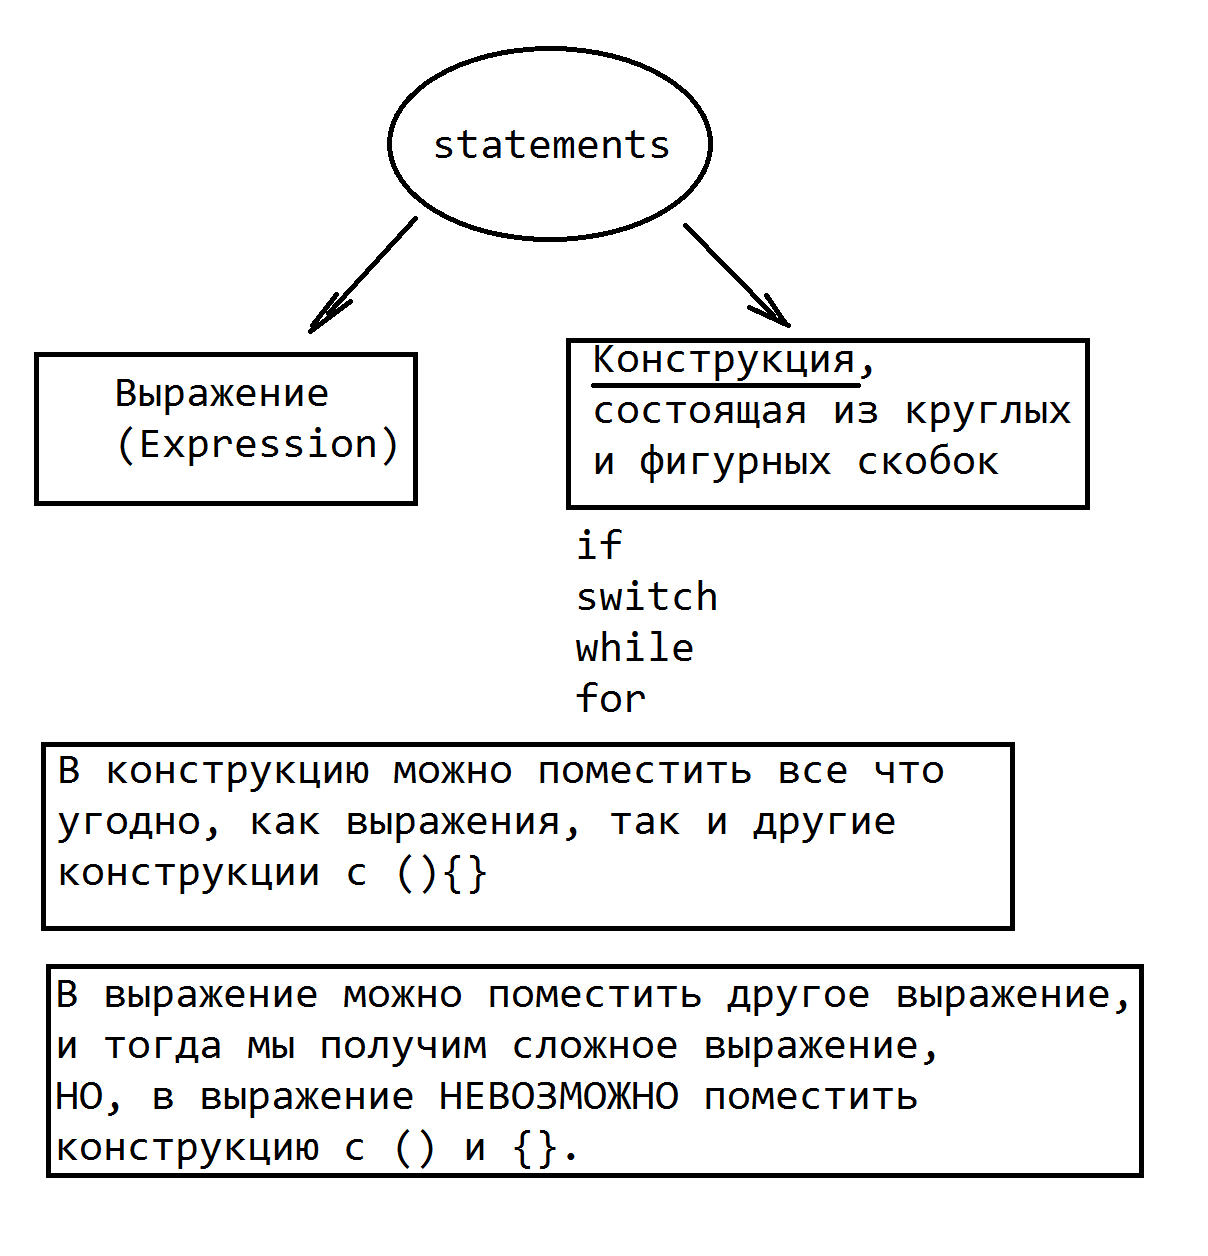 statements
Выражение
(Expression)
Конструкция,
состоящая из круглых
и фигурных скобок
if
switch
while
for
В конструкцию можно поместить все что
угодно, как выражения, так и другие
конструкции с (){}
В выражение можно поместить другое выражение,
и тогда мы получим сложное выражение,
НО, в выражение НЕВОЗМОЖНО поместить
конструкцию с () и {}.